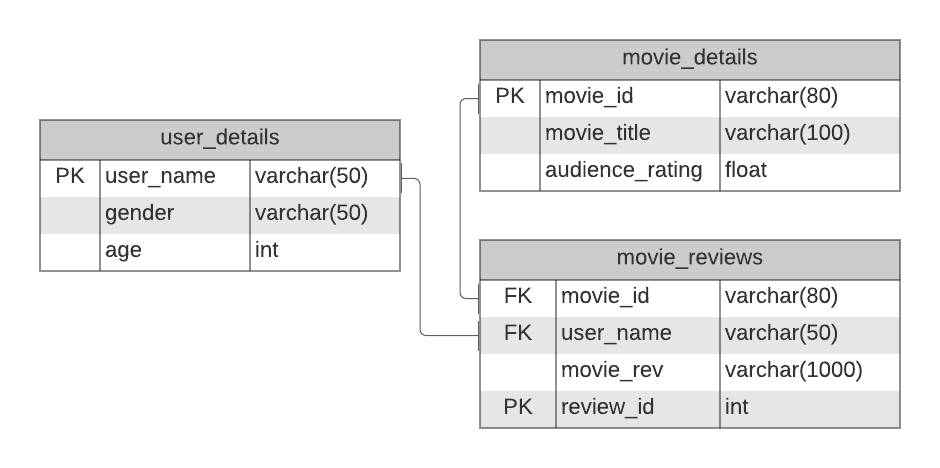 user_details
PK user_name varchar(50)
gender varchar(50)
age int
movie_details
PK movie_id varchar(80)
movie_title varchar(100)
audience_rating float
movie_reviews
FK movie_id varchar(80)
FK user_name varchar(50)
movie_rev varchar(1000)
PK review_id int